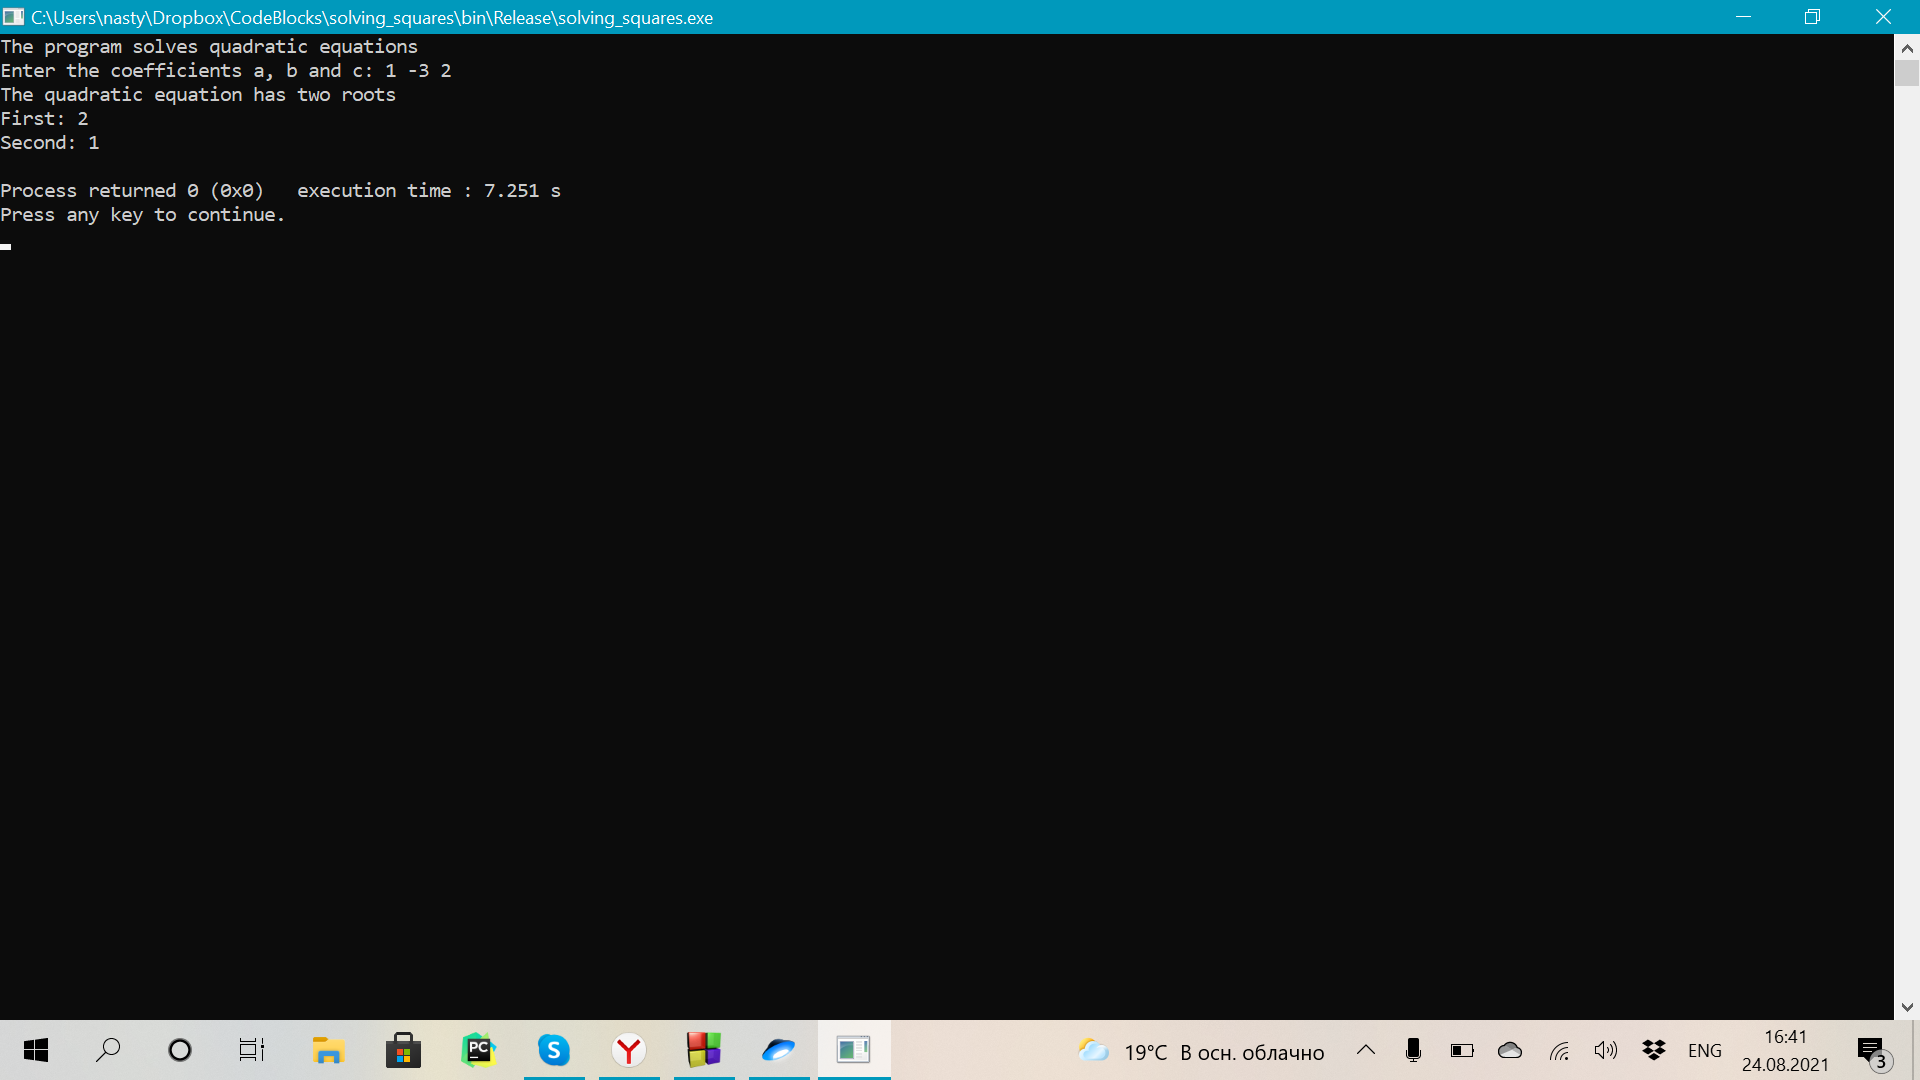 C:\Users\nasty\Dropbox\CodeBlocks\solving_squares\bin\Release\solving_squares.exe
The program solves quadratic equations
Enter the coefficients a, b and c: 1 -3 2
The quadratic equation has two roots
First: 2
Second: 1
Process returned 0 (0x0)   execution time : 7.251 s
Press any key to continue.
PC
S
Y
19°C В осн. облачно
ENG
16:41
24.08.2021
3